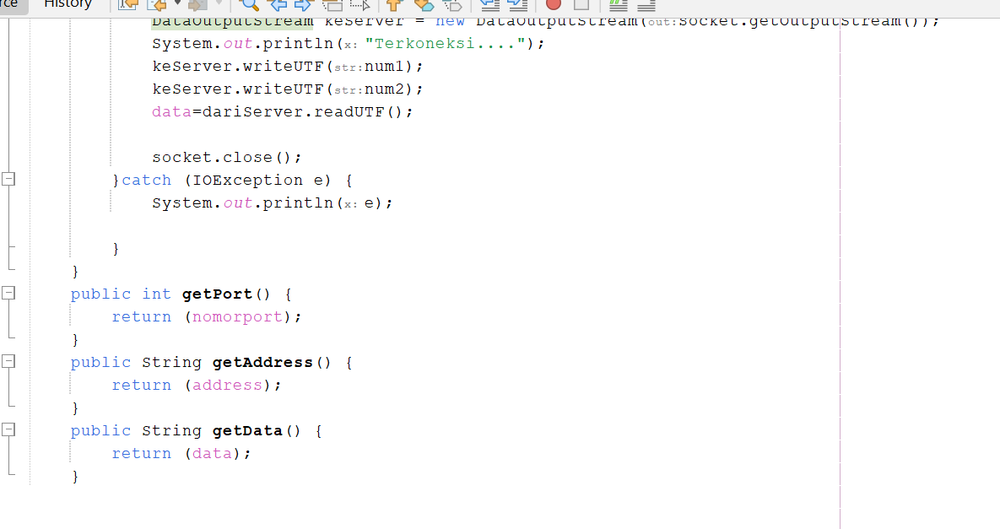 rce History
DataOutputStream keServer = new DataOutputStream(out:socket.getOutputStream());
System.out.println(x: "Terkoneksi....");
keServer.writeUTF(str:num1);
keServer.writeUTF(str:num2);
data=dariServer.readUTF();
socket.close();
}catch (IOException e) {
System.out.println(x: e);
}
}
public int getPort() {
return (nomorport);
}
public String getAddress() {
return (address);
}
public String getData() {
return (data);
}